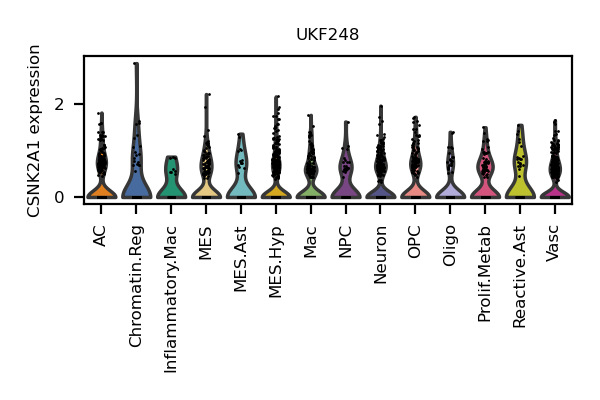 UKF248
CSNK2A1 expression
2
0
AC
Chromatin.Reg
Inflammatory.Mac
MES
MES.Ast
MES.Hyp
Mac
NPC
Neuron
OPC
Oligo
Prolif.Metab
Reactive.Ast
Vasc